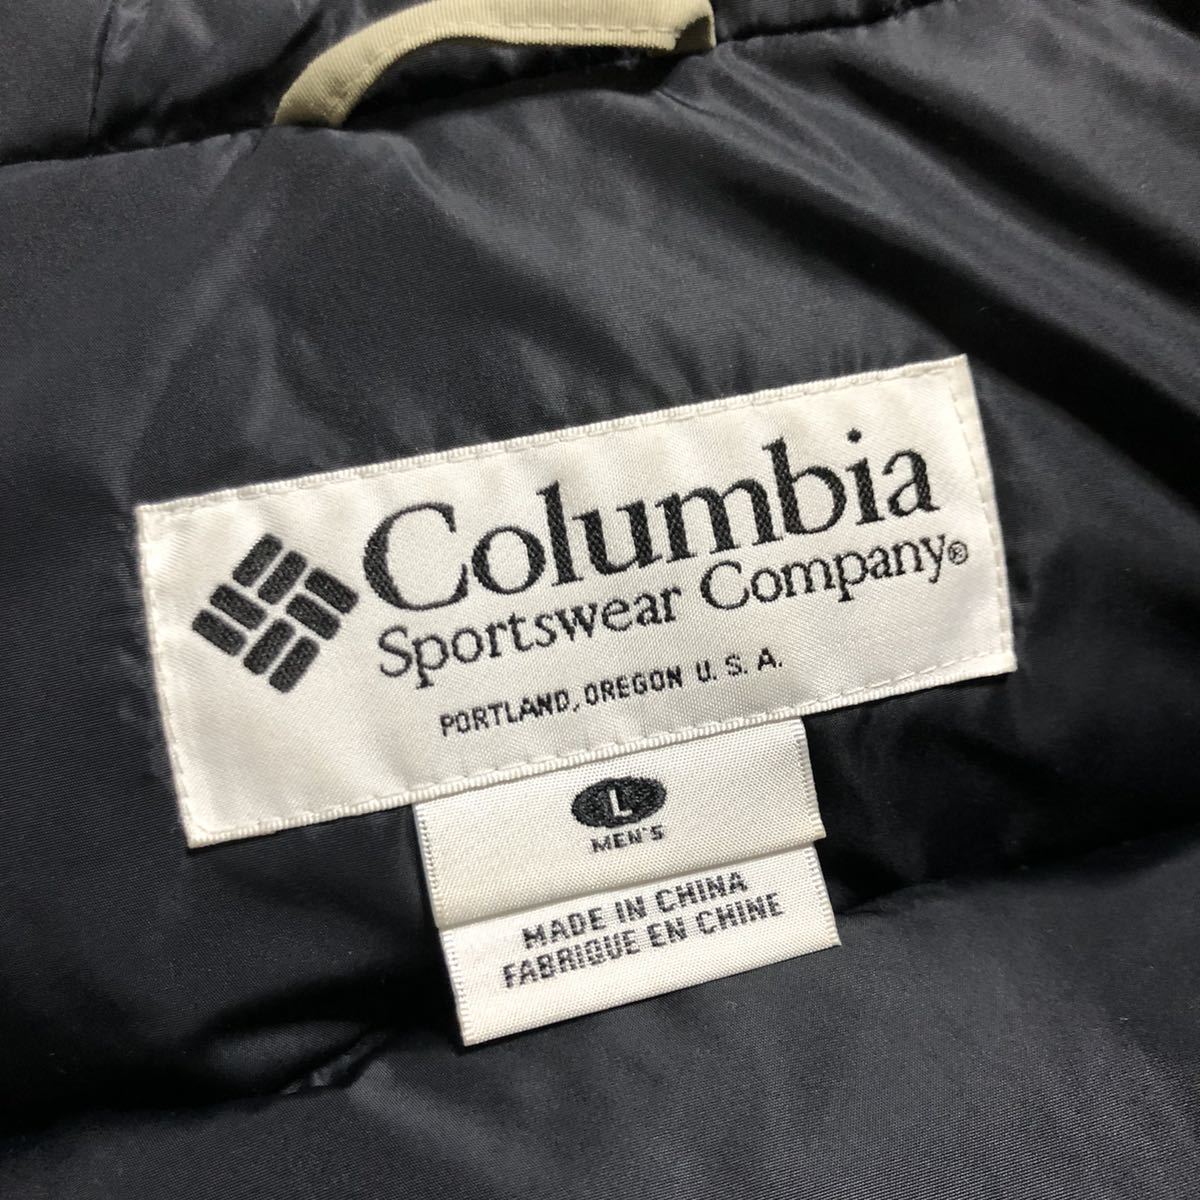 Columbia
Sportswear Company®
PORTLAND, OREGON U.S.A.
L
MEN'S
MADE IN CHINA
FABRIQUE EN CHINE